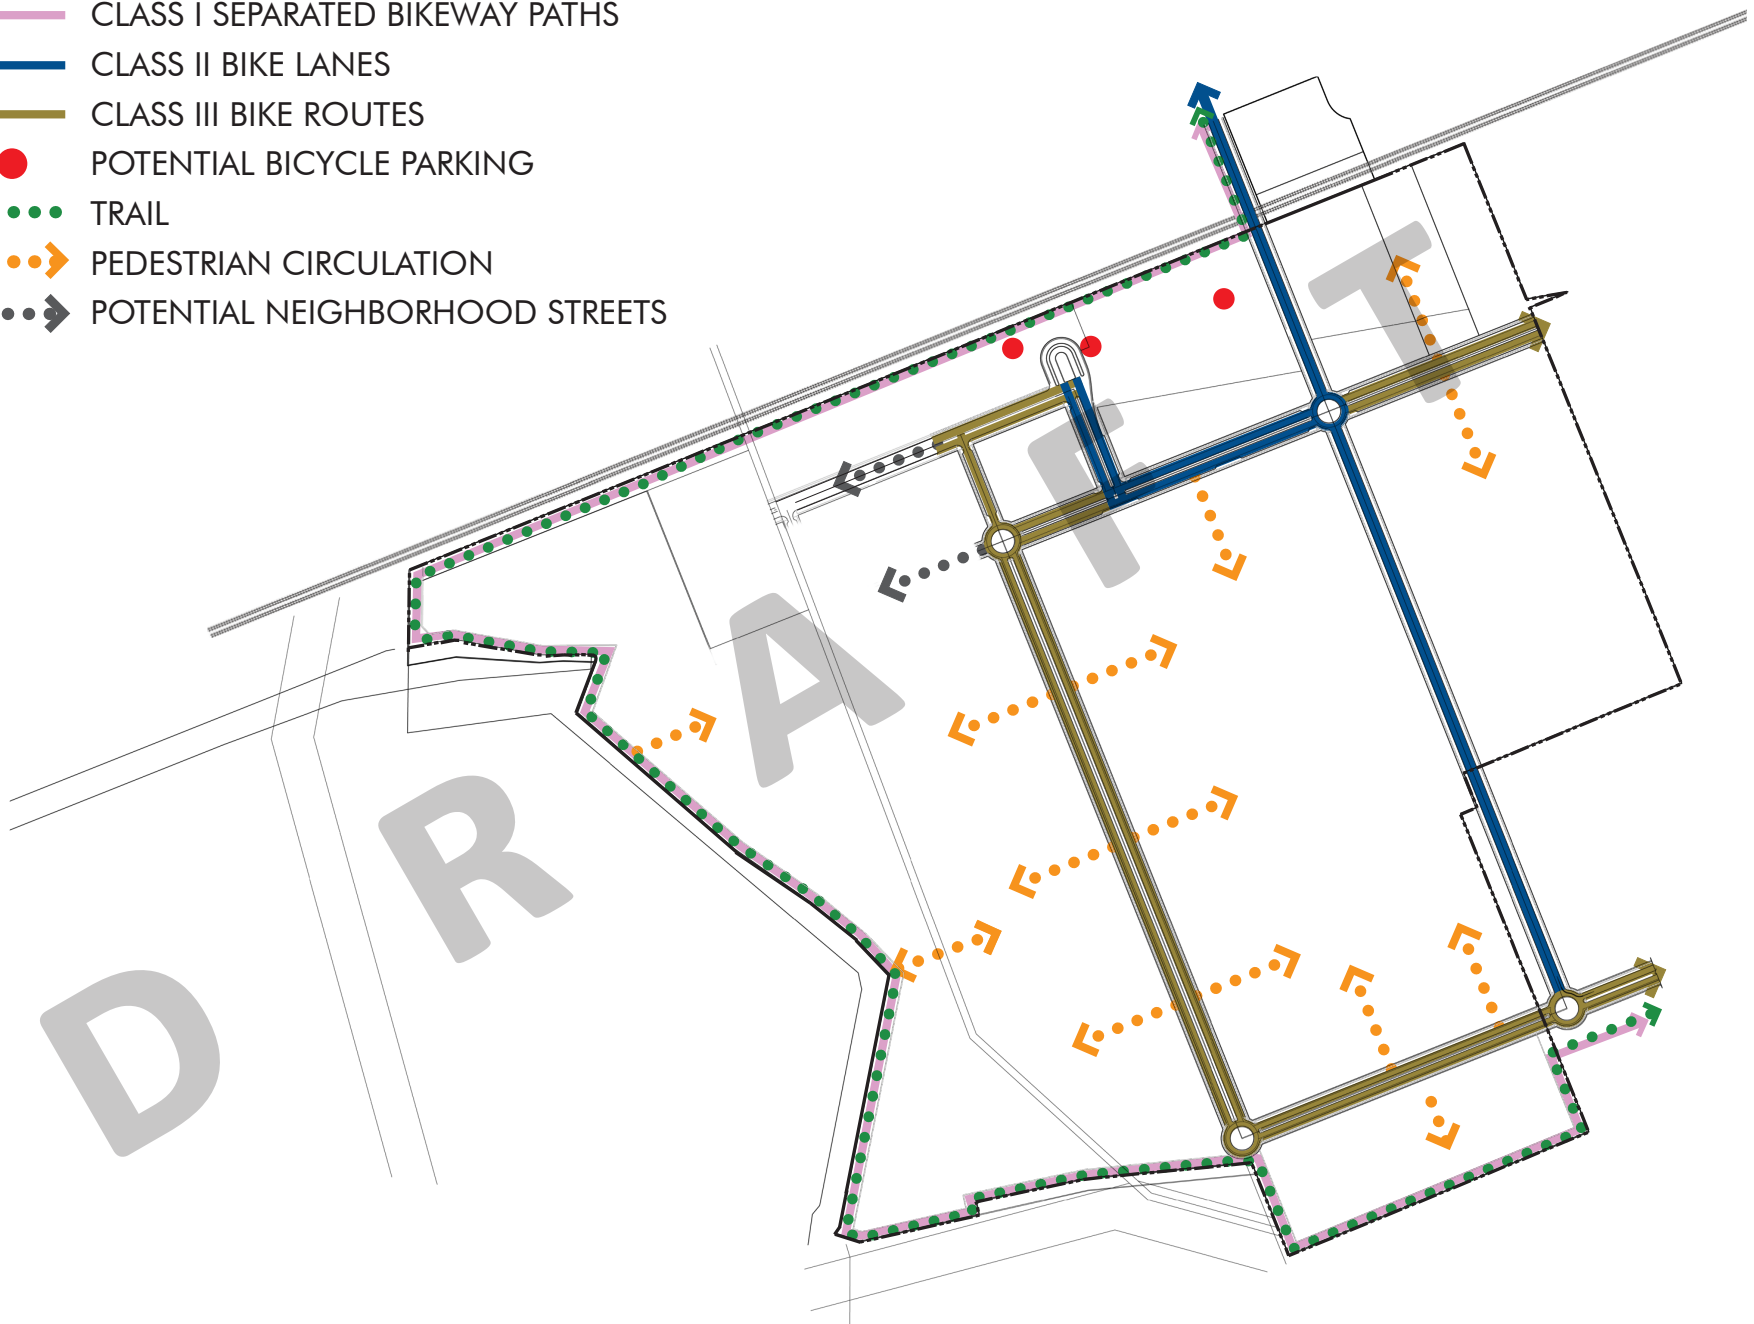 CLASS I SEPARATED BIKEWAY PATHS
CLASS II BIKE LANES
CLASS III BIKE ROUTES
POTENTIAL BICYCLE PARKING
TRAIL
PEDESTRIAN CIRCULATION
POTENTIAL NEIGHBORHOOD STREETS
DRAFT